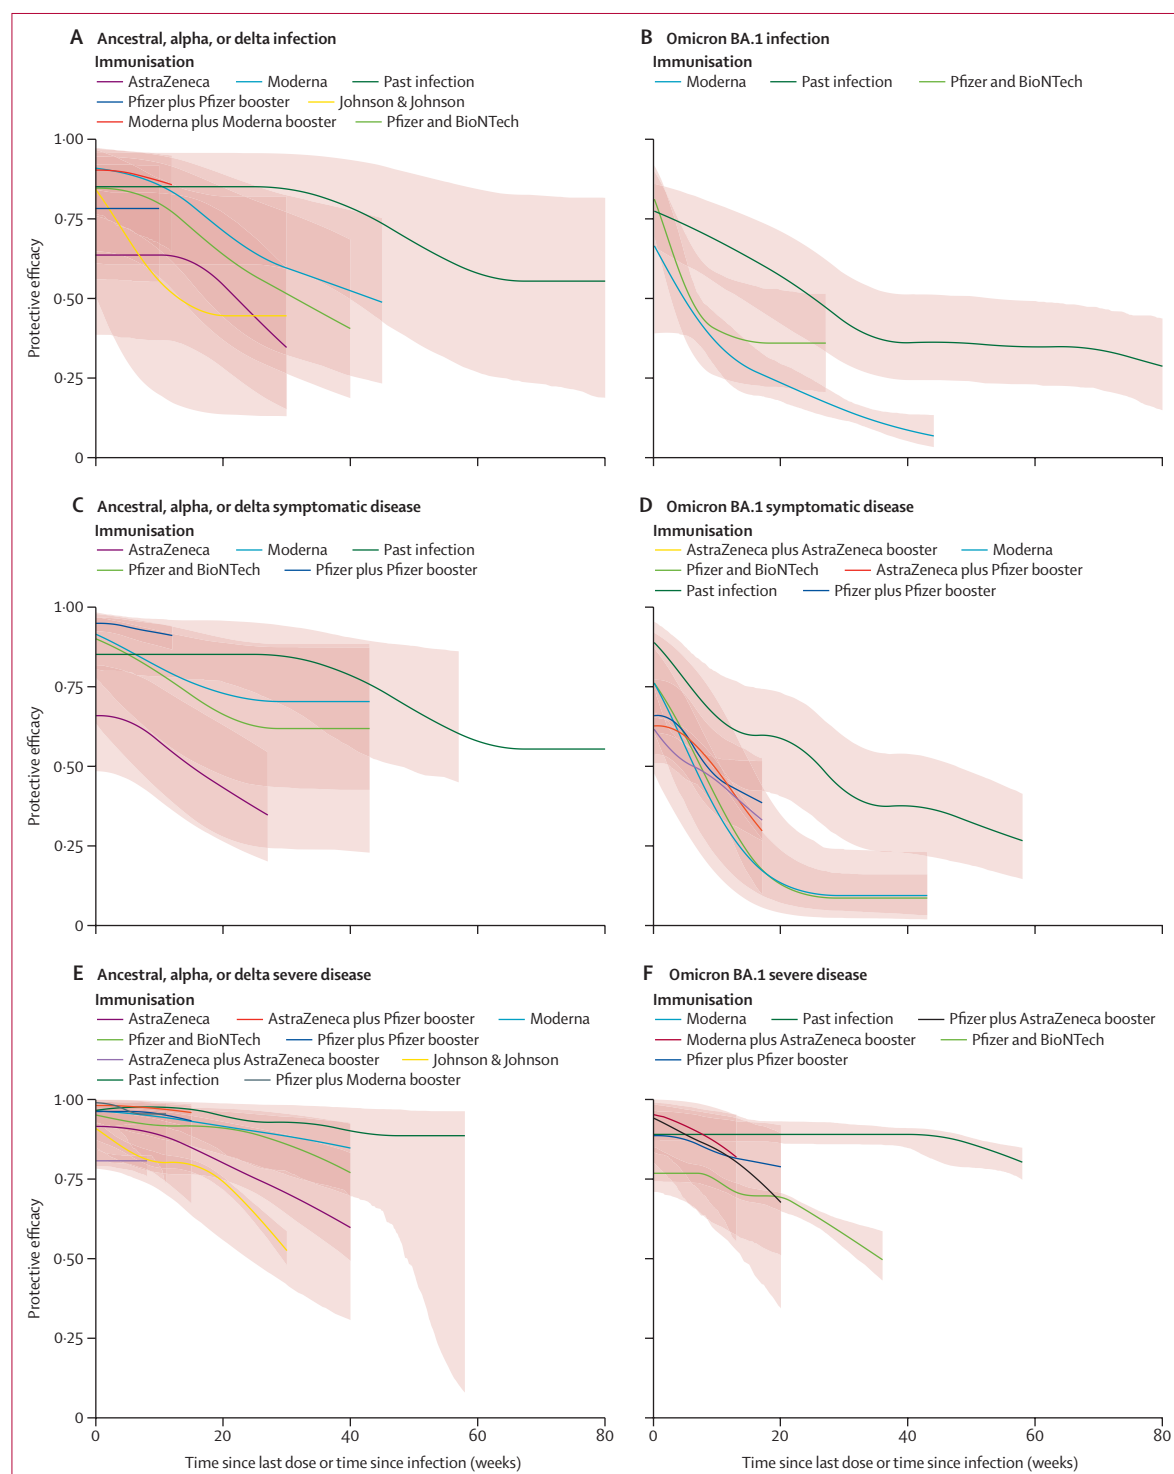 A Ancestral, alpha, or delta infection
Immunisation
AstraZeneca Moderna Past infection
Pfizer plus Pfizer booster Johnson & Johnson
Moderna plus Moderna booster Pfizer and BioNTech
1·00
0·75
0·50
0·25
0
Protective efficacy
0 20 40 60 80
B Omicron BA.1 infection
Immunisation
Moderna Past infection Pfizer and BioNTech
C Ancestral, alpha, or delta symptomatic disease
Immunisation
AstraZeneca Moderna Past infection
Pfizer and BioNTech Pfizer plus Pfizer booster
1·00
0·75
0·50
0·25
0
Protective efficacy
D Omicron BA.1 symptomatic disease
Immunisation
AstraZeneca plus AstraZeneca booster Moderna
Pfizer and BioNTech AstraZeneca plus Pfizer booster
Past infection Pfizer plus Pfizer booster
E Ancestral, alpha, or delta severe disease
Immunisation
AstraZeneca AstraZeneca plus Pfizer booster Moderna
Pfizer and BioNTech Pfizer plus Pfizer booster
AstraZeneca plus AstraZeneca booster Johnson & Johnson
Past infection Pfizer plus Moderna booster
1·00
0·75
0·50
0·25
0
Protective efficacy
0 20 40 60 80
Time since last dose or time since infection (weeks)
F Omicron BA.1 severe disease
Immunisation
Moderna Past infection Pfizer plus AstraZeneca booster
Moderna plus AstraZeneca booster Pfizer and BioNTech
Pfizer plus Pfizer booster
0 20 40 60 80
Time since last dose or time since infection (weeks)